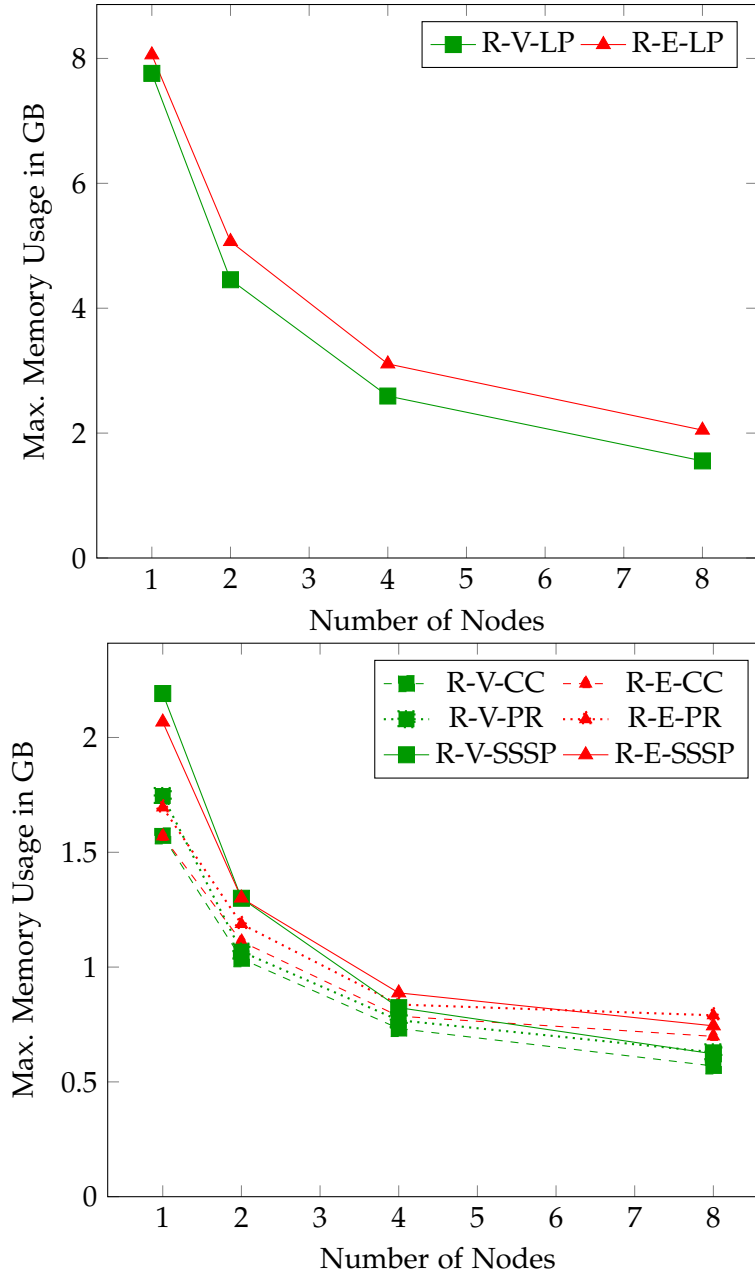 R-V-LP R-E-LP
8
6
4
2
0
Max. Memory Usage in GB
1 2 3 4 5 6 7 8
Number of Nodes
R-V-CC R-E-CC
R-V-PR R-E-PR
R-V-SSSP R-E-SSSP
2
1.5
1
0.5
0
Max. Memory Usage in GB
1 2 3 4 5 6 7 8
Number of Nodes